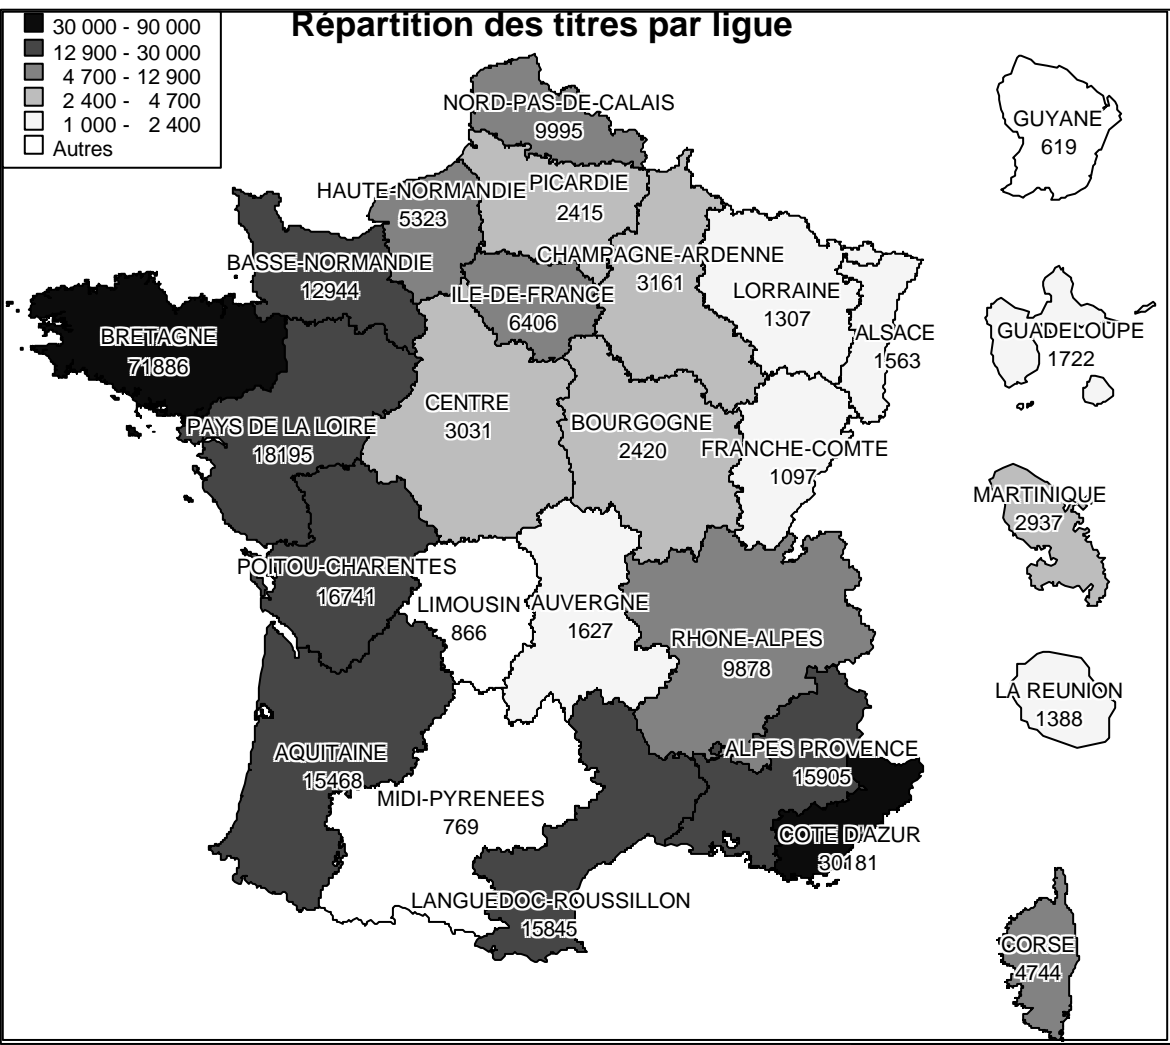 Répartition des titres par ligue
30 000 - 90 000
12 900 - 30 000
4 700 - 12 900
2 400 - 4 700
1 000 - 2 400
Autres
NORD-PAS-DE-CALAIS
9995
GUYANE
619
HAUTE-NORMANDIE
5323
PICARDIE
2415
BASSE-NORMANDIE
12944
CHAMPAGNE-ARDENNE
3161
ILE-DE-FRANCE
6406
LORRAINE
1307
ALSACE
1563
GUADELOUPE
1722
BRETAGNE
71886
PAYS DE LA LOIRE
18195
CENTRE
3031
BOURGOGNE
2420
FRANCHE-COMTE
1097
MARTINIQUE
2937
POITOU-CHARENTES
16741
LIMOUSIN
866
AUVERGNE
1627
RHONE-ALPES
9878
LA REUNION
1388
AQUITAINE
15468
MIDI-PYRENEES
769
ALPES PROVENCE
15905
COTE D'AZUR
30181
LANGUEDOC-ROUSSILLON
15845
CORSE
4744